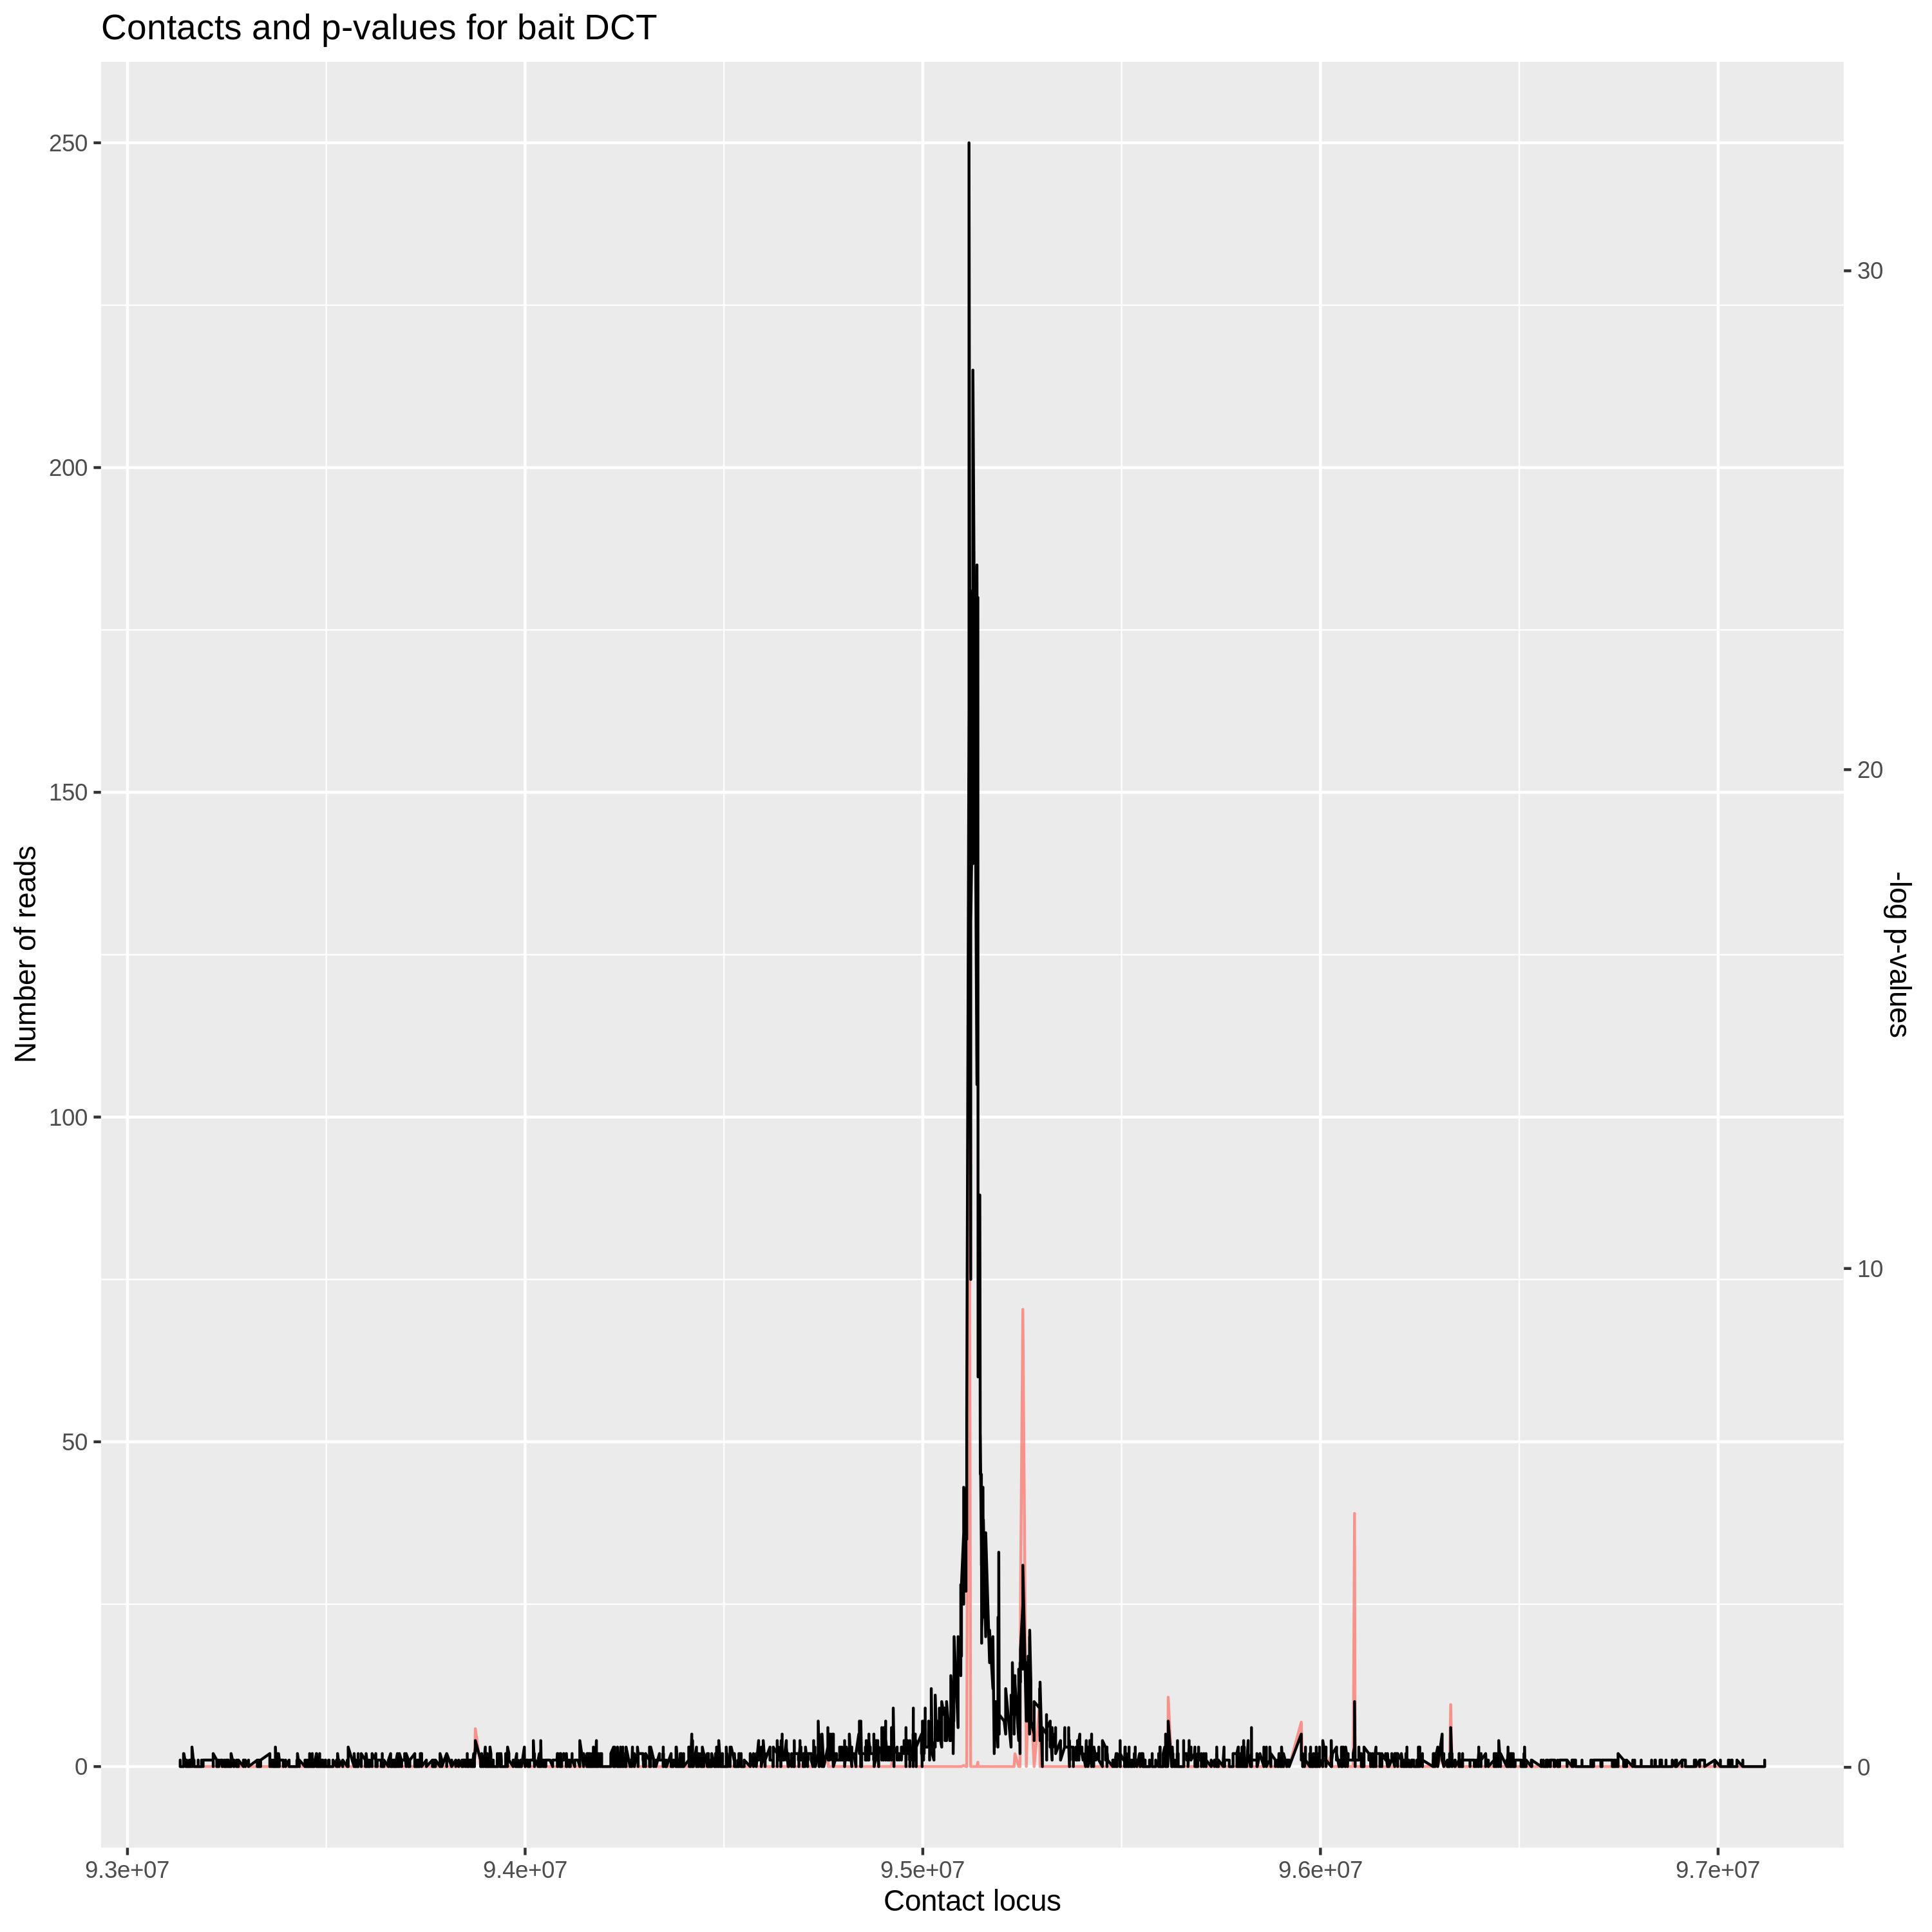 Contacts and p-values for bait DCT
250
200
150
100
50
0
Number of reads
30
20
10
0
-log p-values
9.3e+07
9.4e+07
9.5e+07
9.6e+07
9.7e+07
Contact locus